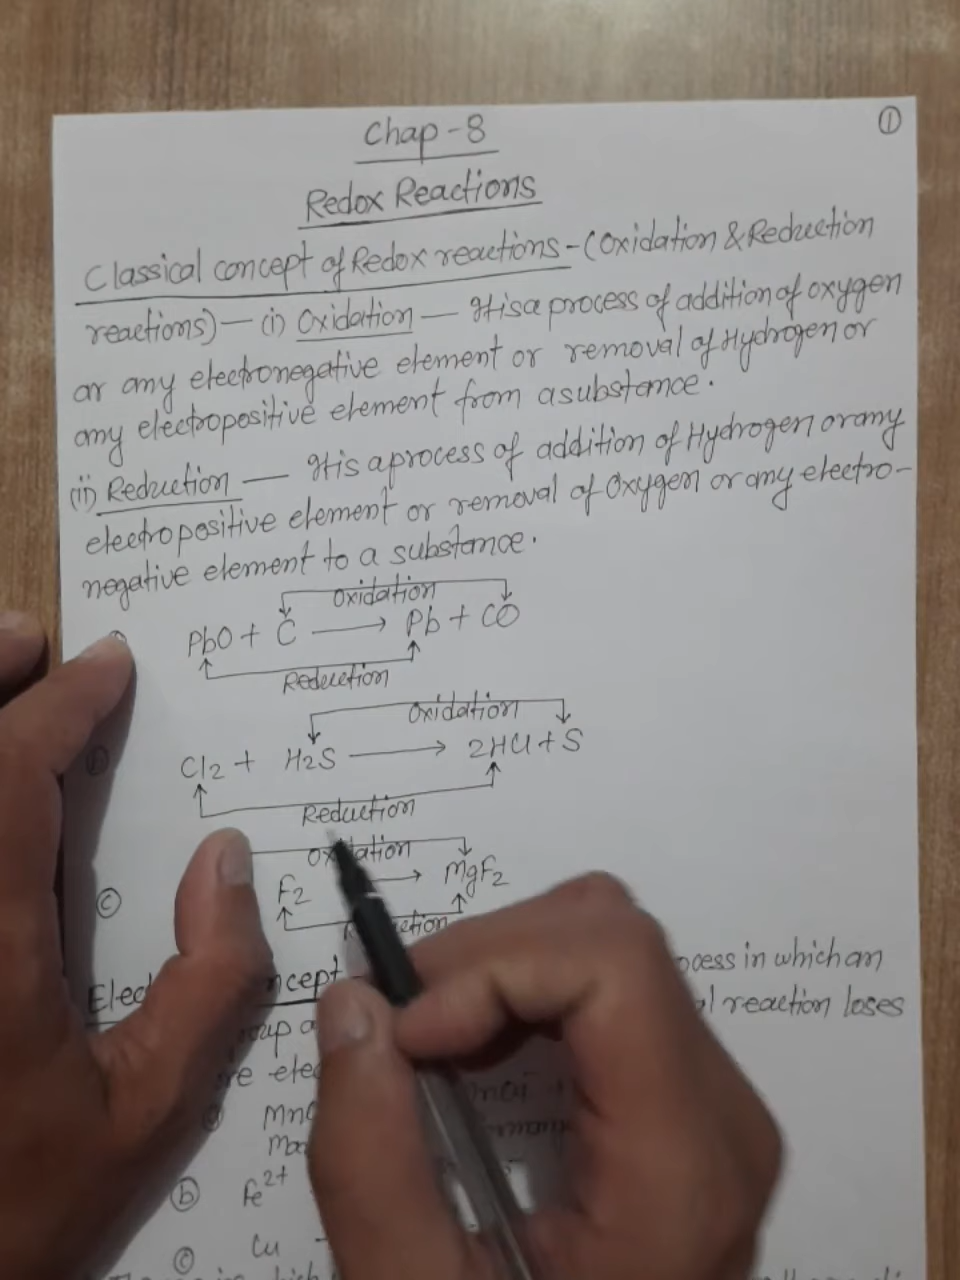 ①
Chap-8
Redox Reactions
Classical concept of Redox reactions - (Oxidation & Reduction
reactions) — (i) Oxidation — It is a process of addition of oxygen
or any electronegative element or removal of Hydrogen or
any electropositive element from a substance.
(ii) Reduction — It is a process of addition of Hydrogen or any
electropositive element or removal of Oxygen or any electro-
negative element to a substance.
Oxidation
PbO + C ⟶ Pb + CO
Reduction
Oxidation
Cl2 + H2S ⟶ 2HCl + S
Reduction
Oxidation
ⓒ F2 ⟶ MgF2
Reduction
in which an
reaction loses
ⓑ Fe2+
ⓒ Cu